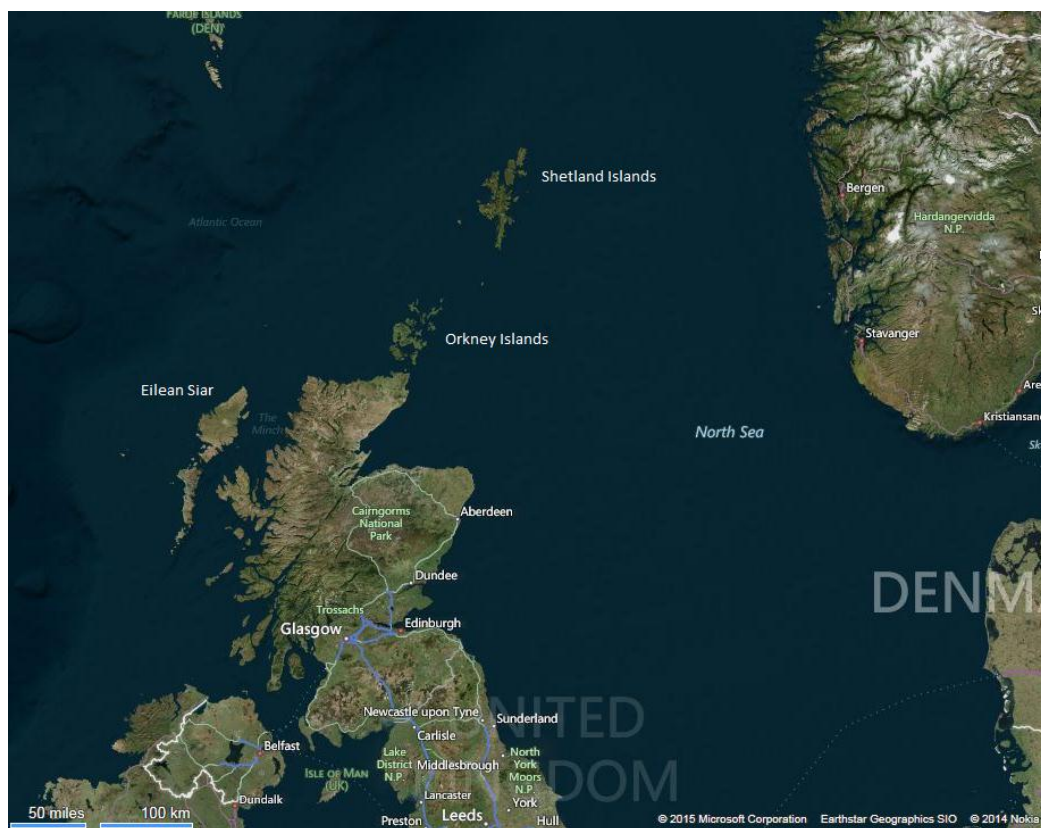 FAROE ISLANDS
(DEN)
Shetland Islands
Bergen
Atlantic Ocean
Hardangervidda
N.P.
Orkney Islands
Stavanger
Eilean Siar
The
Minch
Kristiansand
North Sea
Aberdeen
Cairngorms
National
Park
Dundee
DENMA
Trossachs
Glasgow
Edinburgh
UNITED
KINGDOM
Newcastle upon Tyne
Sunderland
Carlisle
Belfast
Lake
District
N.P.
Middlesbrough
North
York
Moors
N.P.
ISLE OF MAN
(UK)
Lancaster
York
Dundalk
Preston
Leeds
Hull
50 miles
100 km
© 2015 Microsoft Corporation Earthstar Geographics SIO © 2014 Nokia